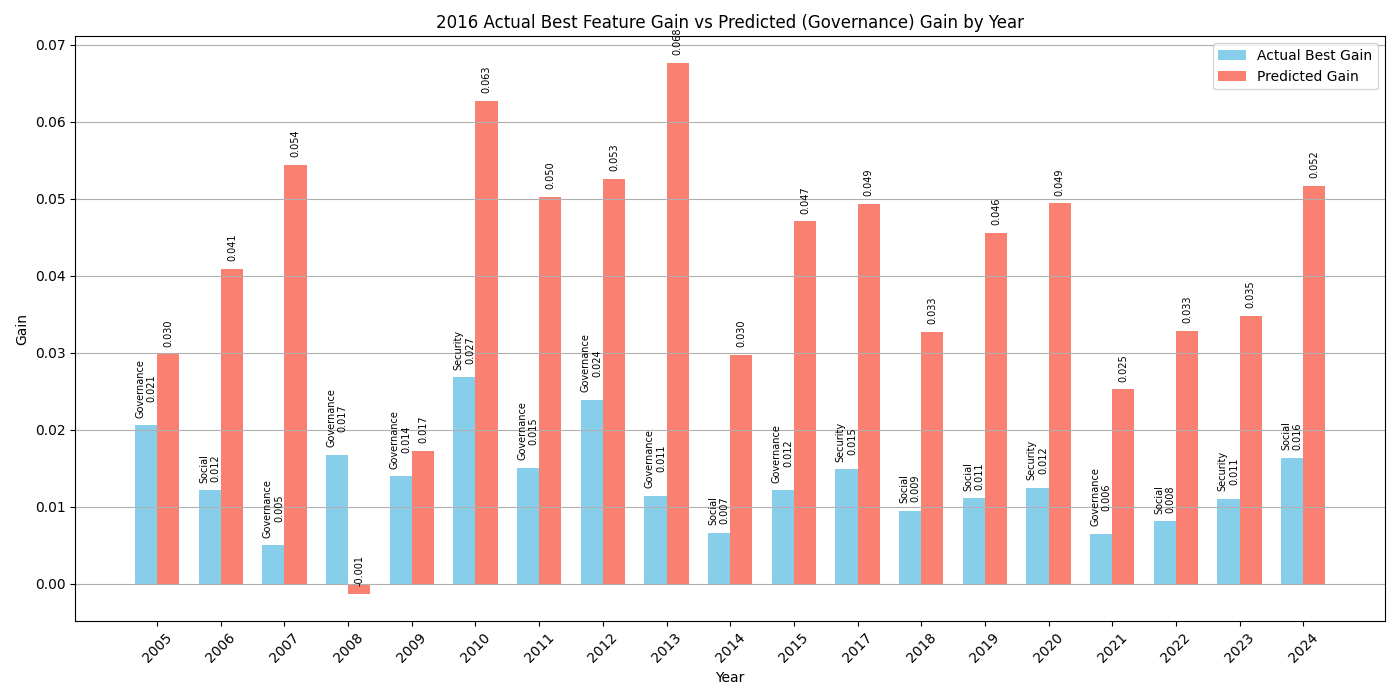 2016 Actual Best Feature Gain vs Predicted (Governance) Gain by Year
Actual Best Gain
Predicted Gain
Gain
0.07
0.06
0.05
0.04
0.03
0.02
0.01
0.00
Governance
0.021
0.030
Social
0.012
0.041
Governance
0.005
0.054
Governance
0.017
-0.001
Governance
0.014
0.017
Security
0.027
0.063
Governance
0.015
0.050
Governance
0.024
0.053
Governance
0.011
0.068
Social
0.007
0.030
Governance
0.012
0.047
Security
0.015
0.049
Social
0.009
0.033
Social
0.011
0.046
Security
0.012
0.049
Governance
0.006
0.025
Social
0.008
0.033
Security
0.011
0.035
Social
0.016
0.052
2005
2006
2007
2008
2009
2010
2011
2012
2013
2014
2015
2017
2018
2019
2020
2021
2022
2023
2024
Year